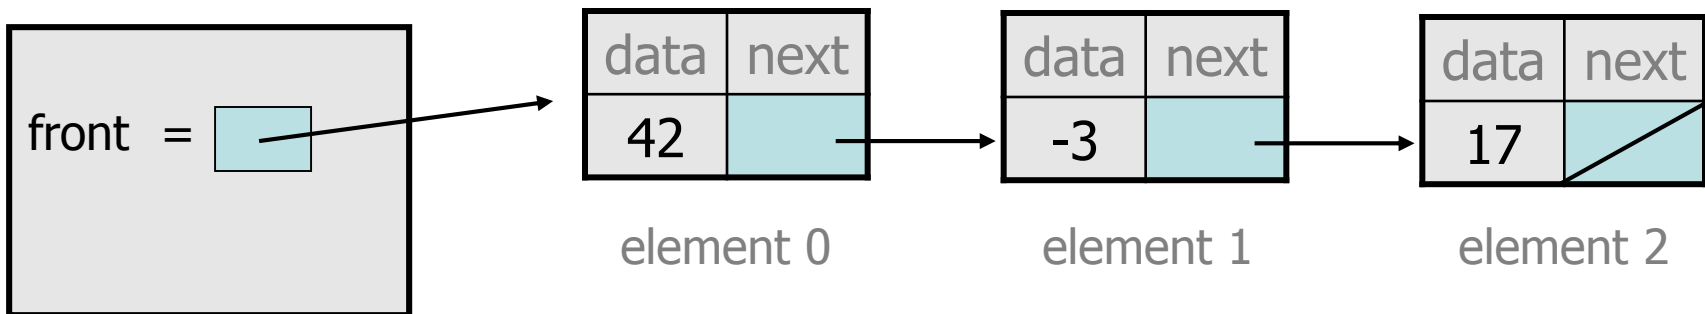 front =
data next
42
element 0
data next
-3
element 1
data next
17
element 2